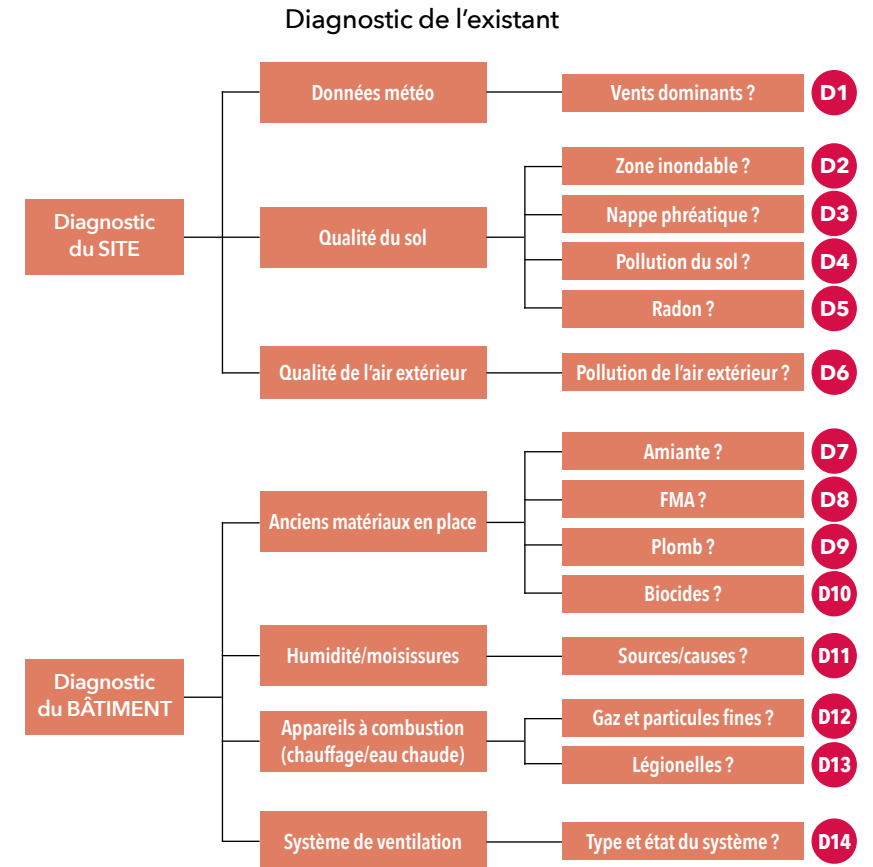 Diagnostic de l'existant
Données météo
Vents dominants ?
D1
Diagnostic
du SITE
Qualité du sol
Zone inondable ?
D2
Nappe phréatique ?
D3
Pollution du sol ?
D4
Radon ?
D5
Qualité de l'air extérieur
Pollution de l'air extérieur ?
D6
Diagnostic
du BÂTIMENT
Anciens matériaux en place
Amiante ?
D7
FMA ?
D8
Plomb ?
D9
Biocides ?
D10
Humidité/moisissures
Sources/causes ?
D11
Appareils à combustion
(chauffage/eau chaude)
Gaz et particules fines ?
D12
Légionelles ?
D13
Système de ventilation
Type et état du système ?
D14